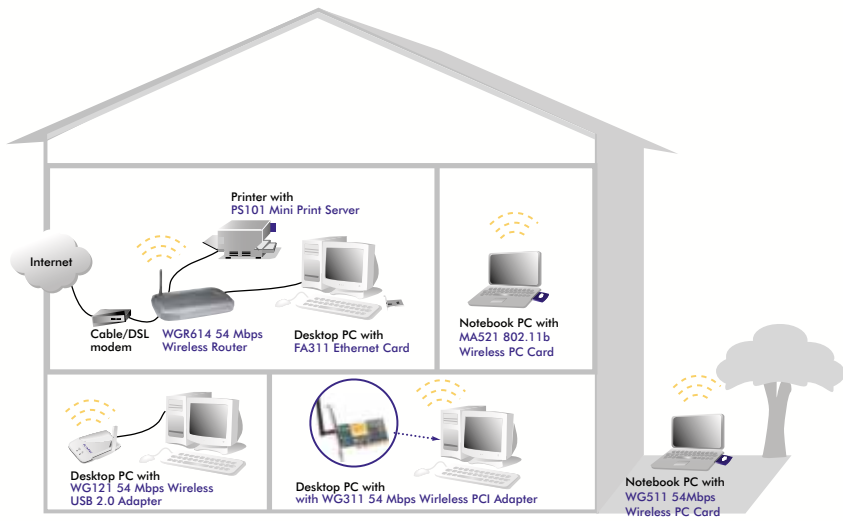 Printer with
PS101 Mini Print Server
Internet
Cable/DSL
modem
WGR614 54 Mbps
Wireless Router
Desktop PC with
FA311 Ethernet Card
Notebook PC with
MA521 802.11b
Wireless PC Card
Desktop PC with
WG121 54 Mbps Wireless
USB 2.0 Adapter
Desktop PC with
with WG311 54 Mbps Wirleless PCI Adapter
Notebook PC with
WG511 54Mbps
Wireless PC Card